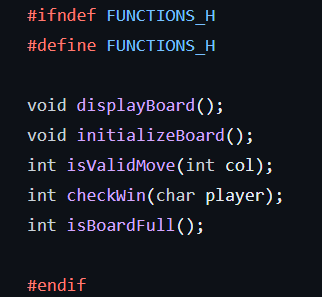 #ifndef FUNCTIONS_H
#define FUNCTIONS_H
void displayBoard();
void initializeBoard();
int isValidMove(int col);
int checkWin(char player);
int isBoardFull();
#endif